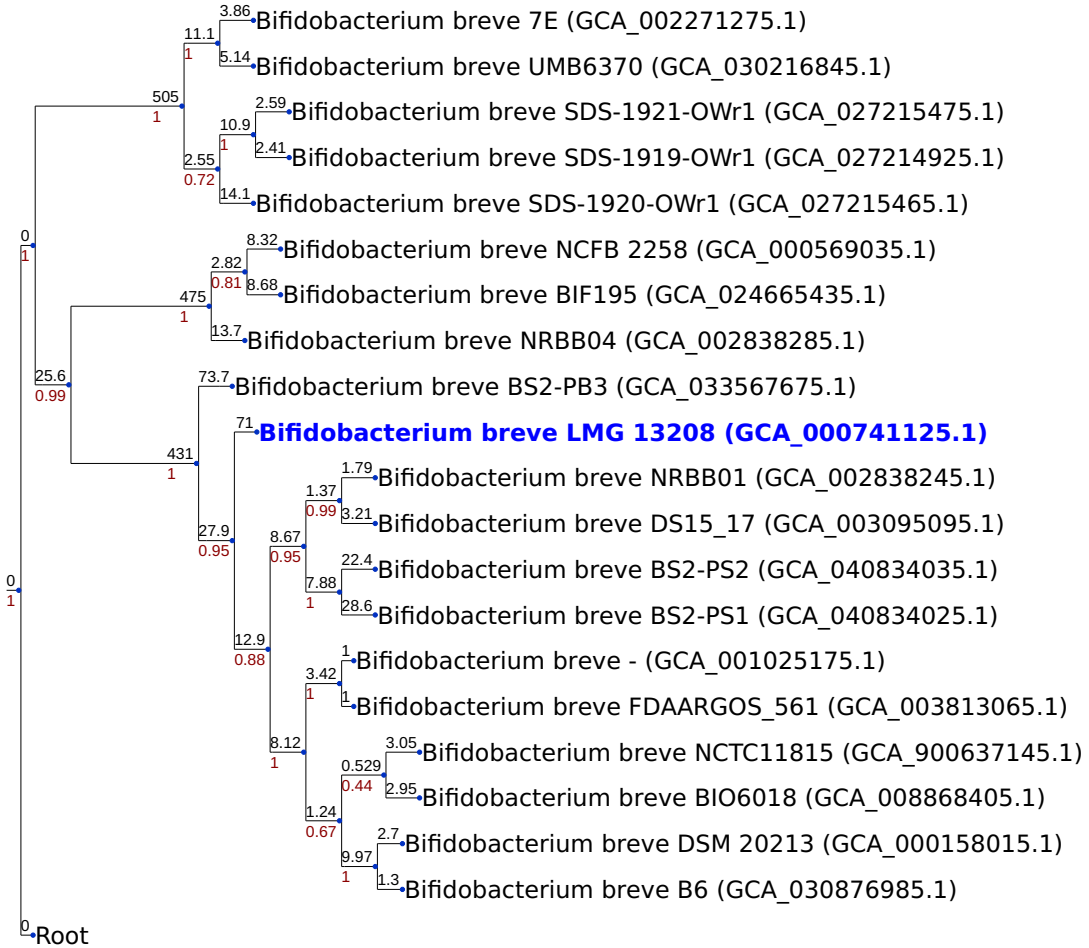 3.86 Bifidobacterium breve 7E (GCA_002271275.1)
11.1
1
5.14 Bifidobacterium breve UMB6370 (GCA_030216845.1)
505
1
2.59 Bifidobacterium breve SDS-1921-OWr1 (GCA_027215475.1)
10.9
1
2.41 Bifidobacterium breve SDS-1919-OWr1 (GCA_027214925.1)
2.55
0.72
14.1 Bifidobacterium breve SDS-1920-OWr1 (GCA_027215465.1)
0
1
8.32 Bifidobacterium breve NCFB 2258 (GCA_000569035.1)
2.82
0.81
8.68 Bifidobacterium breve BIF195 (GCA_024665435.1)
475
1
13.7 Bifidobacterium breve NRBB04 (GCA_002838285.1)
25.6
0.99
73.7 Bifidobacterium breve BS2-PB3 (GCA_033567675.1)
71 Bifidobacterium breve LMG 13208 (GCA_000741125.1)
431
1
1.79 Bifidobacterium breve NRBB01 (GCA_002838245.1)
1.37
0.99
3.21 Bifidobacterium breve DS15_17 (GCA_003095095.1)
27.9
0.95
8.67
0.95
22.4 Bifidobacterium breve BS2-PS2 (GCA_040834035.1)
7.88
1
0
1
28.6 Bifidobacterium breve BS2-PS1 (GCA_040834025.1)
12.9
0.88
1 Bifidobacterium breve - (GCA_001025175.1)
3.42
1
1 Bifidobacterium breve FDAARGOS_561 (GCA_003813065.1)
8.12
1
3.05 Bifidobacterium breve NCTC11815 (GCA_900637145.1)
0.529
0.44
2.95 Bifidobacterium breve BIO6018 (GCA_008868405.1)
1.24
0.67
2.7 Bifidobacterium breve DSM 20213 (GCA_000158015.1)
9.97
1
1.3 Bifidobacterium breve B6 (GCA_030876985.1)
0 Root